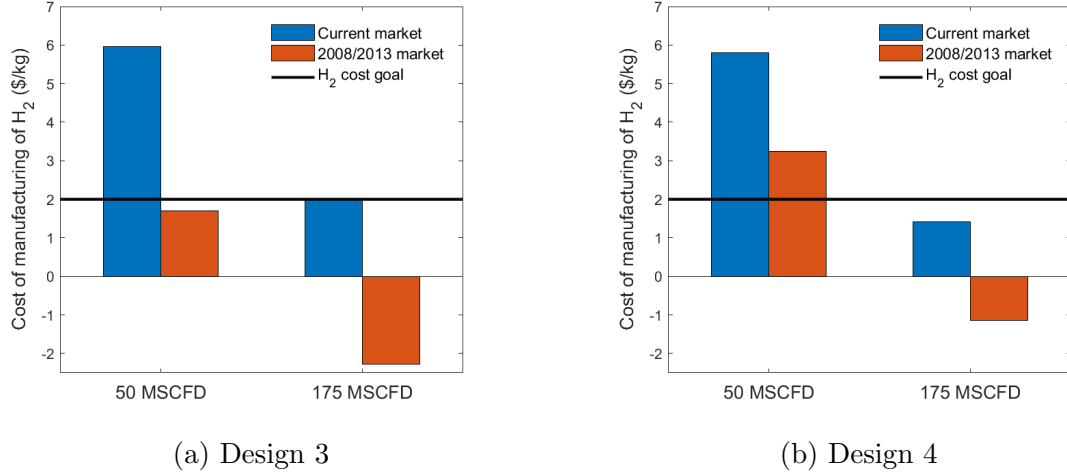 Cost of manufacturing of H2 ($/kg)
7
6
5
4
3
2
1
0
-1
-2
Current market
2008/2013 market
H2 cost goal
50 MSCFD
175 MSCFD
(a) Design 3
Cost of manufacturing of H2 ($/kg)
7
6
5
4
3
2
1
0
-1
-2
Current market
2008/2013 market
H2 cost goal
50 MSCFD
175 MSCFD
(b) Design 4